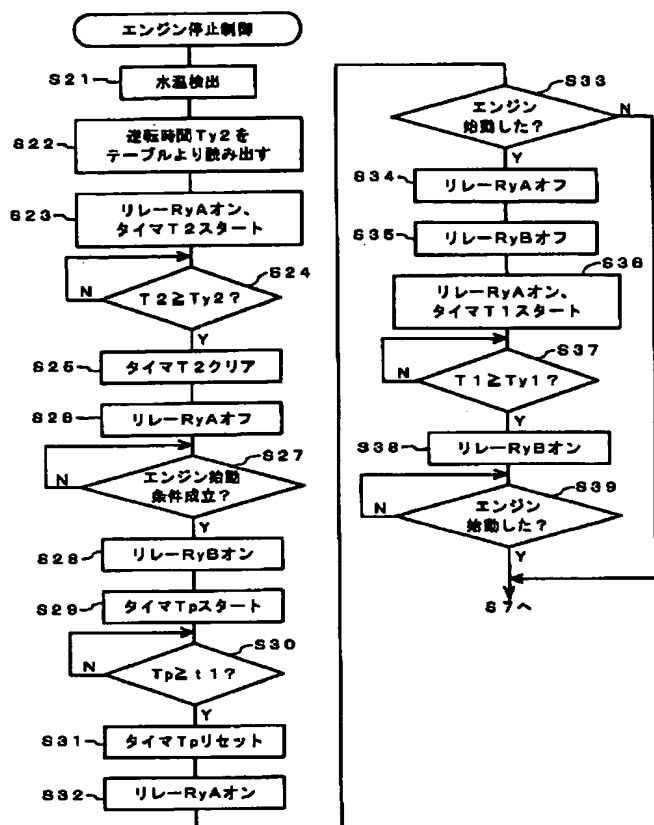 エンジン停止制御
S21
水温検出
S22
逆転時間Ty2を
テーブルより読み出す
S23
リレーRyAオン、
タイマT2スタート
S24
T2≧Ty2?
N
Y
S25
タイマT2クリア
S26
リレーRyAオフ
S27
エンジン始動
条件成立?
N
Y
S28
リレーRyBオン
S29
タイマTpスタート
S30
Tp≧t1?
N
Y
S31
タイマTpリセット
S32
リレーRyAオン
S33
エンジン
始動した?
N
Y
S34
リレーRyAオフ
S35
リレーRyBオフ
S36
リレーRyAオン、
タイマT1スタート
S37
T1≧Ty1?
N
Y
S38
リレーRyBオン
S39
エンジン
始動した?
N
Y
S7へ